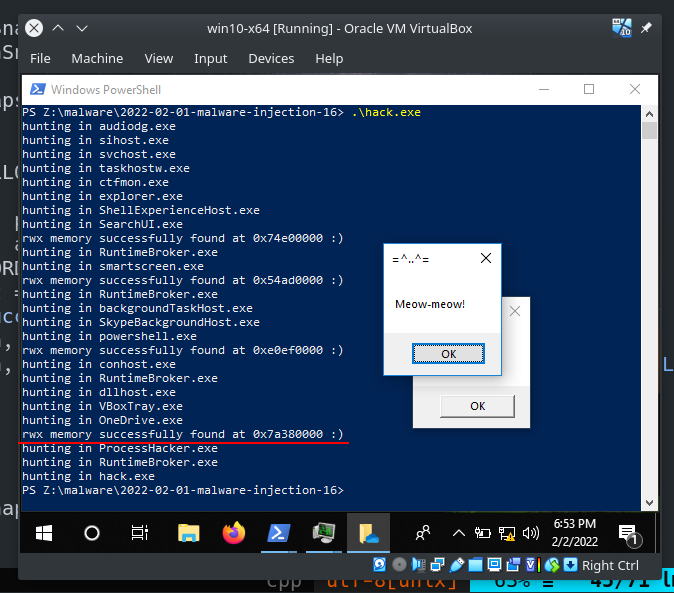 win10-x64 [Running] - Oracle VM VirtualBox
File Machine View Input Devices Help
Windows PowerShell
PS Z:\malware\2022-02-01-malware-injection-16> .\hack.exe
hunting in audiodg.exe
hunting in sihost.exe
hunting in svchost.exe
hunting in taskhostw.exe
hunting in ctfmon.exe
hunting in explorer.exe
hunting in ShellExperienceHost.exe
hunting in SearchUI.exe
rwx memory successfully found at 0x74e00000 :)
hunting in RuntimeBroker.exe
hunting in smartscreen.exe
rwx memory successfully found at 0x54ad0000 :)
hunting in RuntimeBroker.exe
hunting in backgroundTaskHost.exe
hunting in SkypeBackgroundHost.exe
hunting in powershell.exe
rwx memory successfully found at 0xe0ef0000 :)
hunting in conhost.exe
hunting in RuntimeBroker.exe
hunting in dllhost.exe
hunting in VBoxTray.exe
hunting in OneDrive.exe
rwx memory successfully found at 0x7a380000 :)
hunting in ProcessHacker.exe
hunting in RuntimeBroker.exe
hunting in hack.exe
PS Z:\malware\2022-02-01-malware-injection-16>
=^..^=
Meow-meow!
OK
OK
6:53 PM
2/2/2022
1
Right Ctrl
cpp utf-8[unix] 63% 45/71